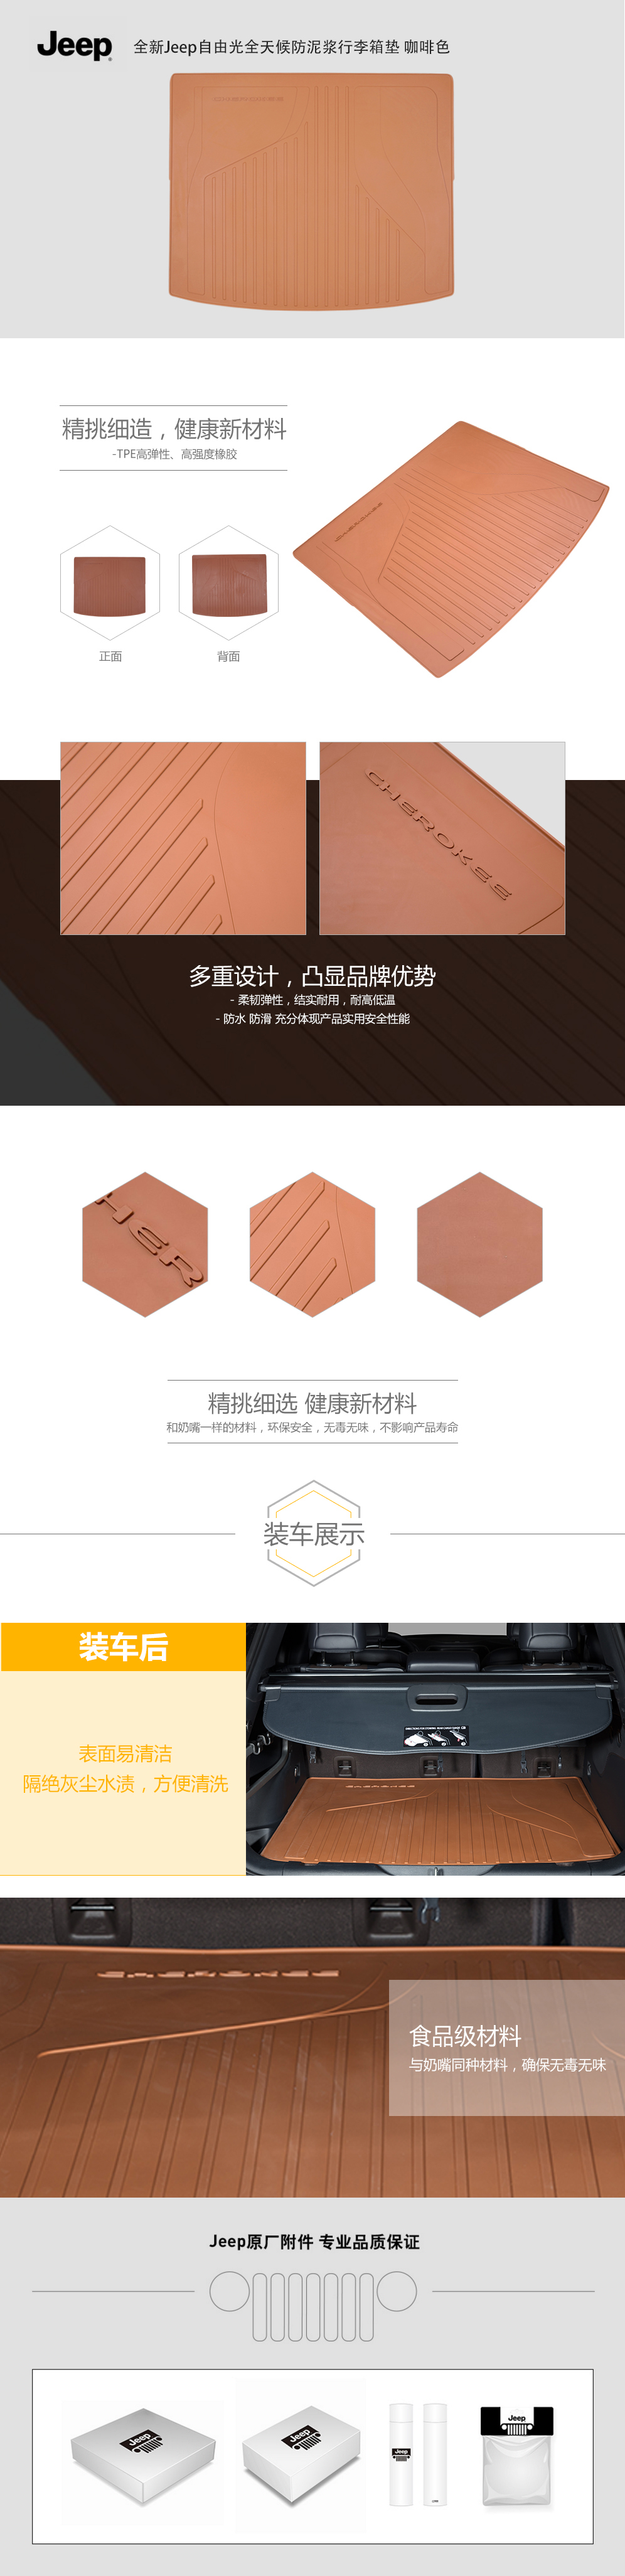 Jeep
全新Jeep自由光全天候防泥浆行李箱垫 咖啡色
精挑细造，健康新材料
-TPE高弹性、高强度橡胶
正面
背面
CHEROKEE
多重设计，凸显品牌优势
- 柔韧弹性，结实耐用，耐高低温
- 防水 防滑 充分体现产品实用安全性能
HER
精挑细选 健康新材料
和奶嘴一样的材料，环保安全，无毒无味，不影响产品寿命
装车展示
装车后
表面易清洁
隔绝灰尘水渍，方便清洗
食品级材料
与奶嘴同种材料，确保无毒无味
Jeep原厂附件 专业品质保证
Jeep
Jeep
Jeep
Jeep